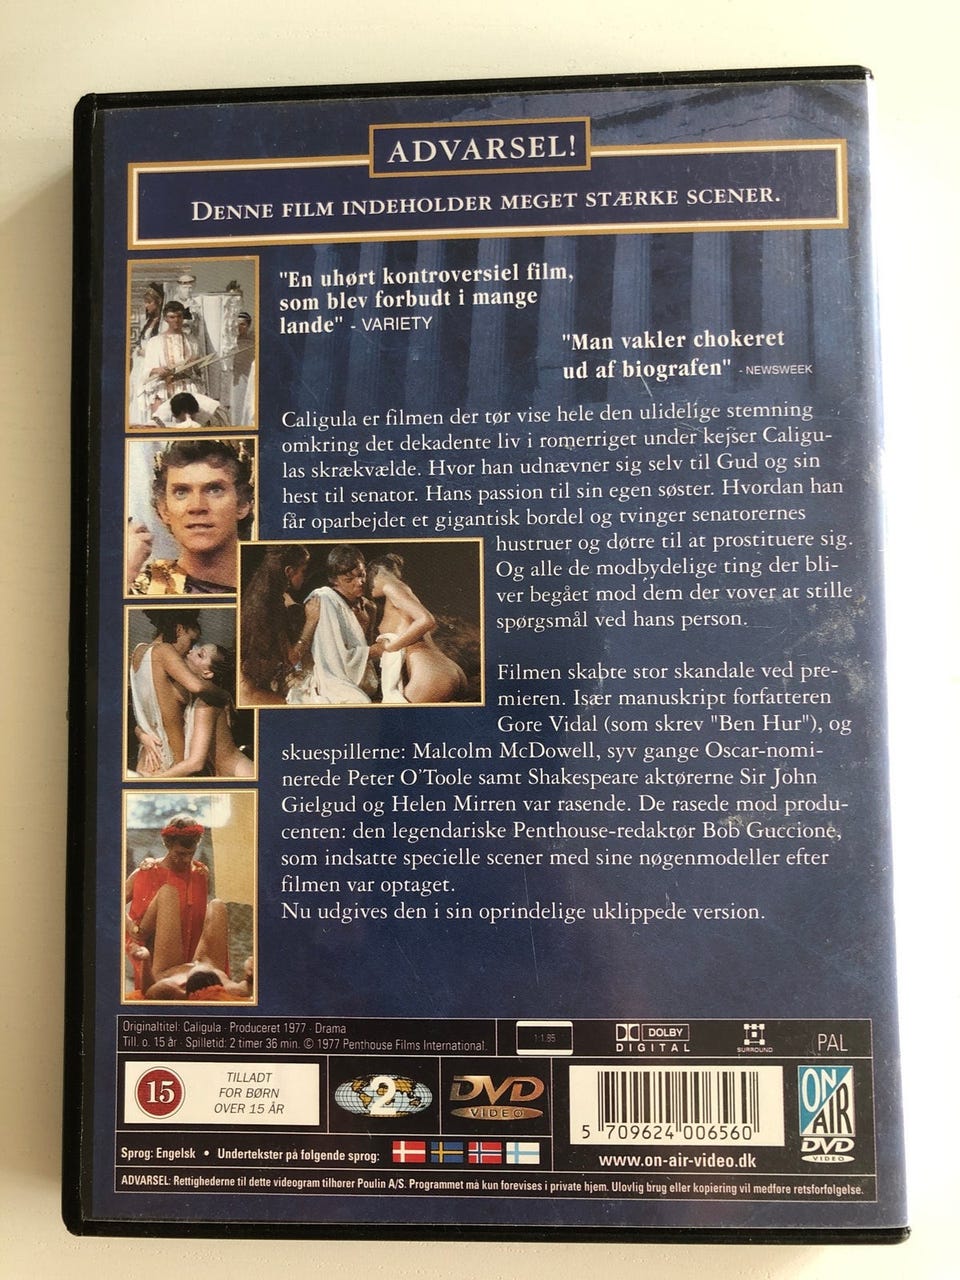 ADVARSEL!
DENNE FILM INDEHOLDER MEGET STÆRKE SCENER.
"En uhørt kontroversiel film,
som blev forbudt i mange
lande" - VARIETY
"Man vakler chokeret
ud af biografen" - NEWSWEEK
Caligula er filmen der tør vise hele den ulidelige stemning
omkring det dekadente liv i romerriget under kejser Caligu-
las skrækvælde. Hvor han udnævner sig selv til Gud og sin
hest til senator. Hans passion til sin egen søster. Hvordan han
får oparbejdet et gigantisk bordel og tvinger senatorernes
hustruer og døtre til at prostituere sig.
Og alle de modbydelige ting der bli-
ver begået mod dem der vover at stille
spørgsmål ved hans person.
Filmen skabte stor skandale ved pre-
mieren. Især manuskript forfatteren
Gore Vidal (som skrev "Ben Hur"), og
skuespillerne: Malcolm McDowell, syv gange Oscar-nomi-
nerede Peter O'Toole samt Shakespeare aktørerne Sir John
Gielgud og Helen Mirren var rasende. De rasede mod produ-
centen: den legendariske Penthouse-redaktør Bob Guccione,
som indsatte specielle scener med sine nøgenmodeller efter
filmen var optaget.
Nu udgives den i sin oprindelige uklippede version.
Originaltitel: Caligula · Produceret 1977 · Drama
Till. o. 15 år · Spilletid: 2 timer 36 min. © 1977 Penthouse Films International.
1:1.85
DOLBY
DIGITAL
SURROUND
PAL
15
TILLADT
FOR BØRN
OVER 15 ÅR
2
DVD
VIDEO
5 709624 006560
www.on-air-video.dk
ON
AIR
DVD
VIDEO
Sprog: Engelsk • Undertekster på følgende sprog:
ADVARSEL: Rettighederne til dette videogram tilhører Poulin A/S. Programmet må kun forevises i private hjem. Ulovlig brug eller kopiering vil medføre retsforfølgelse.